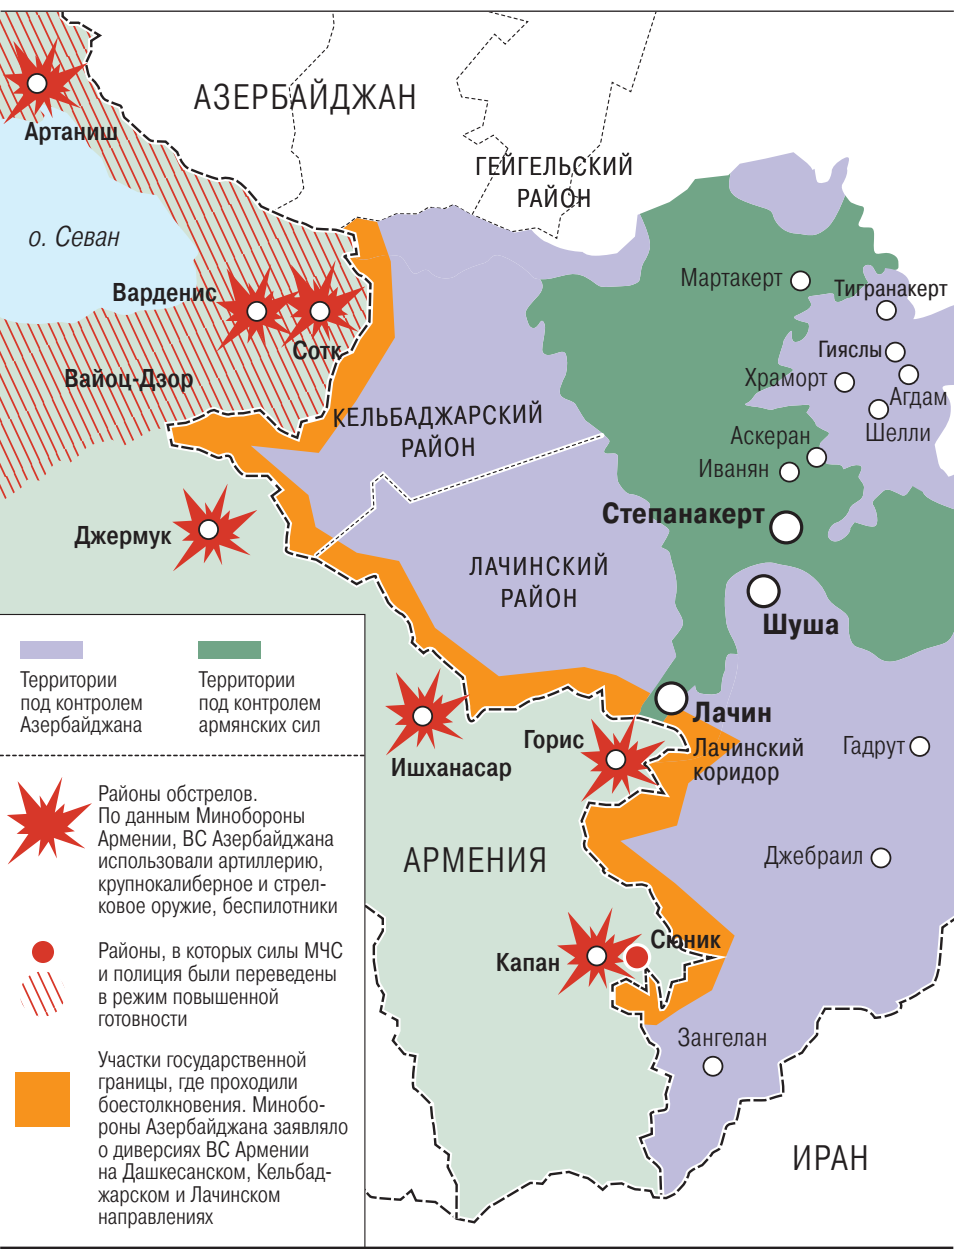 АЗЕРБАЙДЖАН
Артаниш
ГЕЙГЕЛЬСКИЙ
РАЙОН
о. Севан
Мартакерт
Тигранакерт
Варденис
Сотк
Гияслы
Вайоц-Дзор
Храморт
Агдам
КЕЛЬБАДЖАРСКИЙ
РАЙОН
Шелли
Аскеран
Иванян
Степанакерт
Джермук
ЛАЧИНСКИЙ
РАЙОН
Шуша
Лачин
Горис
Ишханасар
Лачинский
коридор
Гадрут
АРМЕНИЯ
Джебраил
Сюник
Капан
Зангелан
ИРАН
Территории
под контролем
Азербайджана
Территории
под контролем
армянских сил
Районы обстрелов.
По данным Минобороны
Армении, ВС Азербайджана
использовали артиллерию,
крупнокалиберное и стрел-
ковое оружие, беспилотники
Районы, в которых силы МЧС
и полиция были переведены
в режим повышенной
готовности
Участки государственной
границы, где проходили
боестолкновения. Минобо-
роны Азербайджана заявляло
о диверсиях ВС Армении
на Дашкесанском, Кельбад-
жарском и Лачинском
направлениях